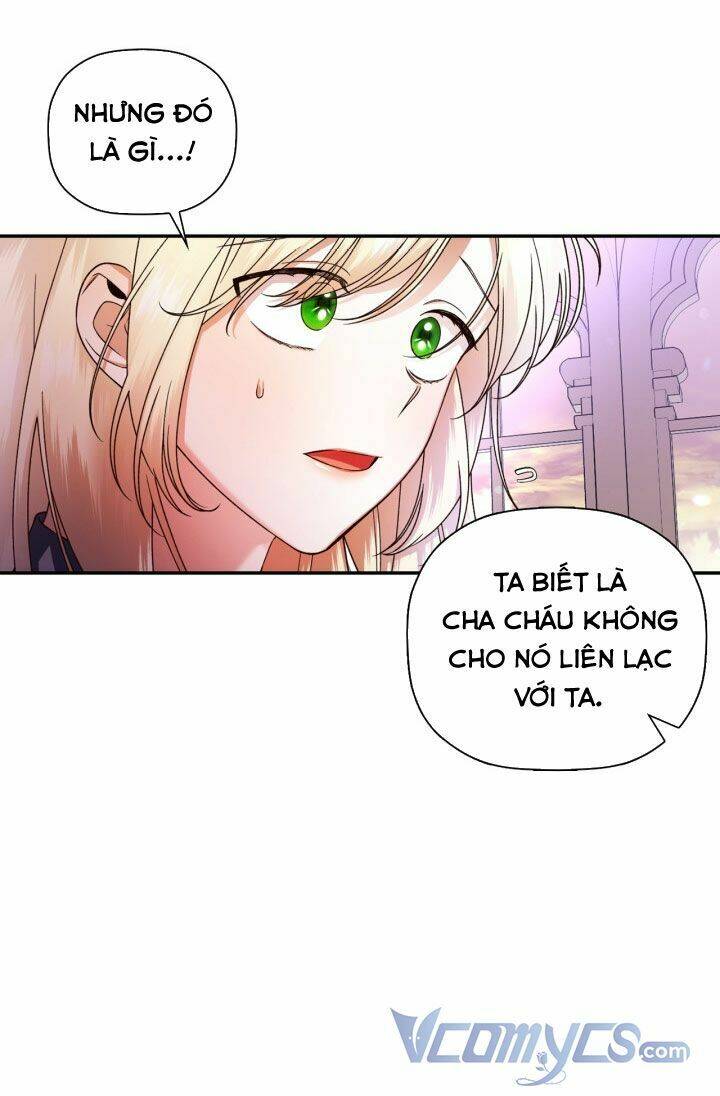 NHƯNG ĐÓ
LÀ GÌ...!
TA BIẾT LÀ
CHA CHÁU KHÔNG
CHO NÓ LIÊN LẠC
VỚI TA.
VCOMYCS.com